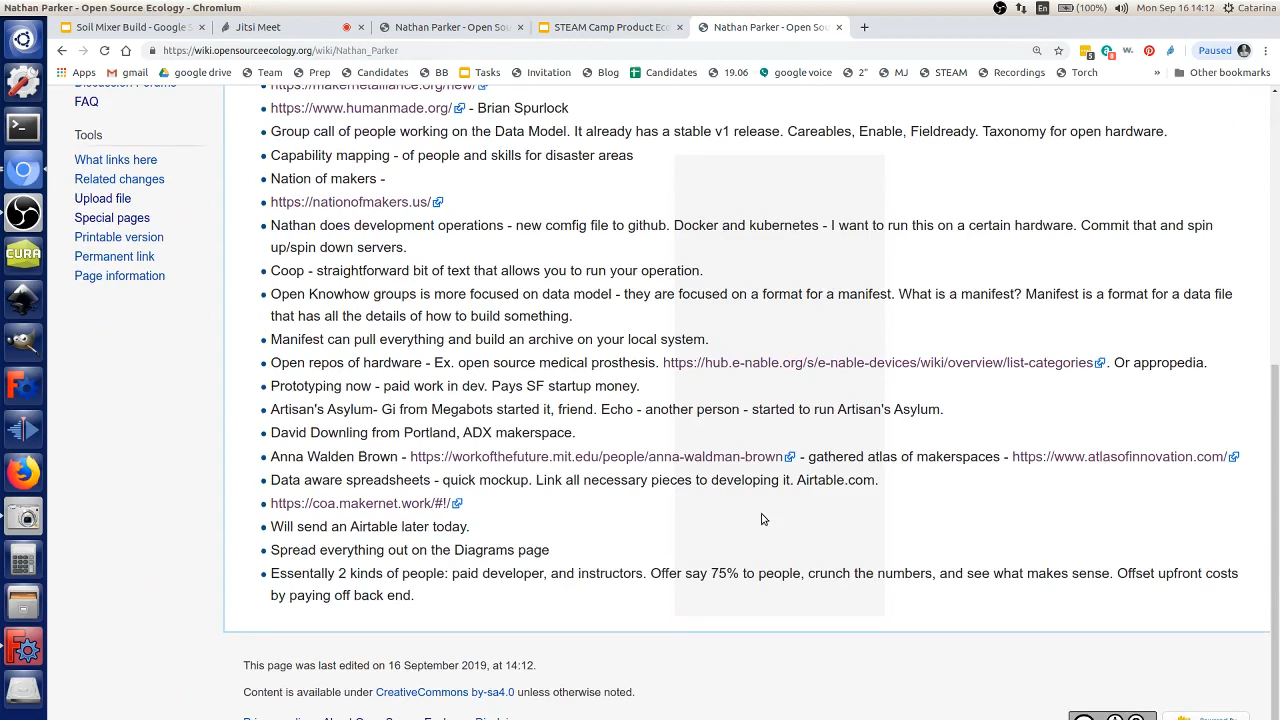 Nathan Parker - Open Source Ecology - Chromium
En (100%) Mon Sep 16 14:12 Catarina
Soil Mixer Build - Google S
Jitsi Meet
Nathan Parker - Open Sou
STEAM Camp Product Eco
Nathan Parker - Open Sou
https://wiki.opensourceecology.org/wiki/Nathan_Parker
Paused
Apps gmail google drive Team Prep Candidates BB Tasks Invitation Blog Candidates 19.06 google voice 2" MJ STEAM Recordings Torch » Other bookmarks
FAQ
Tools
What links here
Related changes
Upload file
Special pages
Printable version
Permanent link
Page information
https://makernetalliance.org/new/
https://www.humanmade.org/ - Brian Spurlock
Group call of people working on the Data Model. It already has a stable v1 release. Careables, Enable, Fieldready. Taxonomy for open hardware.
Capability mapping - of people and skills for disaster areas
Nation of makers -
https://nationofmakers.us/
Nathan does development operations - new comfig file to github. Docker and kubernetes - I want to run this on a certain hardware. Commit that and spin
up/spin down servers.
Coop - straightforward bit of text that allows you to run your operation.
Open Knowhow groups is more focused on data model - they are focused on a format for a manifest. What is a manifest? Manifest is a format for a data file
that has all the details of how to build something.
Manifest can pull everything and build an archive on your local system.
Open repos of hardware - Ex. open source medical prosthesis. https://hub.e-nable.org/s/e-nable-devices/wiki/overview/list-categories. Or appropedia.
Prototyping now - paid work in dev. Pays SF startup money.
Artisan's Asylum- Gi from Megabots started it, friend. Echo - another person - started to run Artisan's Asylum.
David Downling from Portland, ADX makerspace.
Anna Walden Brown - https://workofthefuture.mit.edu/people/anna-waldman-brown - gathered atlas of makerspaces - https://www.atlasofinnovation.com/
Data aware spreadsheets - quick mockup. Link all necessary pieces to developing it. Airtable.com.
https://coa.makernet.work/#!/
Will send an Airtable later today.
Spread everything out on the Diagrams page
Essentally 2 kinds of people: paid developer, and instructors. Offer say 75% to people, crunch the numbers, and see what makes sense. Offset upfront costs
by paying off back end.
This page was last edited on 16 September 2019, at 14:12.
Content is available under CreativeCommons by-sa4.0 unless otherwise noted.
CURA